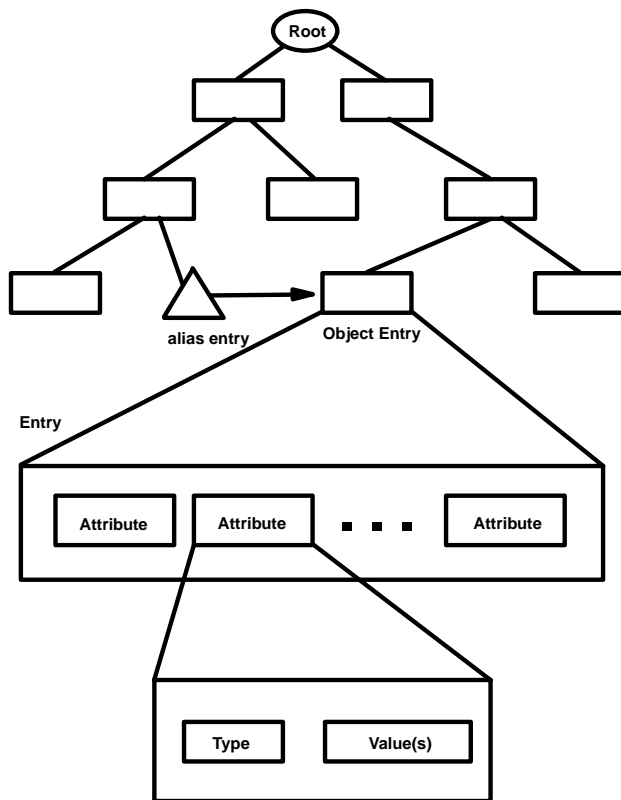 Root
alias entry
Object Entry
Entry
Attribute
Attribute
Attribute
Type
Value(s)